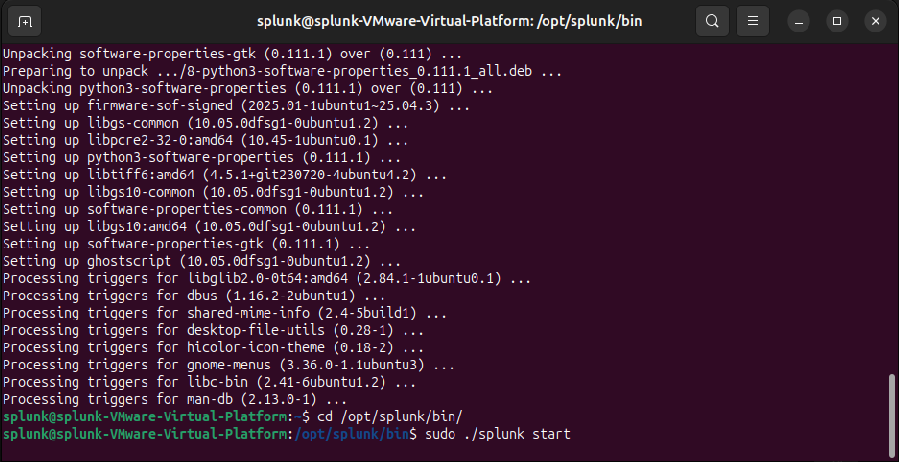 splunk@splunk-VMware-Virtual-Platform: /opt/splunk/bin
Unpacking software-properties-gtk (0.111.1) over (0.111) ...
Preparing to unpack .../8-python3-software-properties_0.111.1_all.deb ...
Unpacking python3-software-properties (0.111.1) over (0.111) ...
Setting up firmware-sof-signed (2025.01-1ubuntu1~25.04.3) ...
Setting up libgs-common (10.05.0dfsg1-0ubuntu1.2) ...
Setting up libpcre2-32-0:amd64 (10.45-1ubuntu0.1) ...
Setting up python3-software-properties (0.111.1) ...
Setting up libtiff6:amd64 (4.5.1+git230720-4ubuntu4.2) ...
Setting up libgs10-common (10.05.0dfsg1-0ubuntu1.2) ...
Setting up software-properties-common (0.111.1) ...
Setting up libgs10:amd64 (10.05.0dfsg1-0ubuntu1.2) ...
Setting up software-properties-gtk (0.111.1) ...
Setting up ghostscript (10.05.0dfsg1-0ubuntu1.2) ...
Processing triggers for libglib2.0-0t64:amd64 (2.84.1-1ubuntu0.1) ...
Processing triggers for dbus (1.16.2-2ubuntu1) ...
Processing triggers for shared-mime-info (2.4-5build1) ...
Processing triggers for desktop-file-utils (0.28-1) ...
Processing triggers for hicolor-icon-theme (0.18-2) ...
Processing triggers for gnome-menus (3.36.0-1.1ubuntu3) ...
Processing triggers for libc-bin (2.41-6ubuntu1.2) ...
Processing triggers for man-db (2.13.0-1) ...
splunk@splunk-VMware-Virtual-Platform:~$ cd /opt/splunk/bin/
splunk@splunk-VMware-Virtual-Platform:/opt/splunk/bin$ sudo ./splunk start